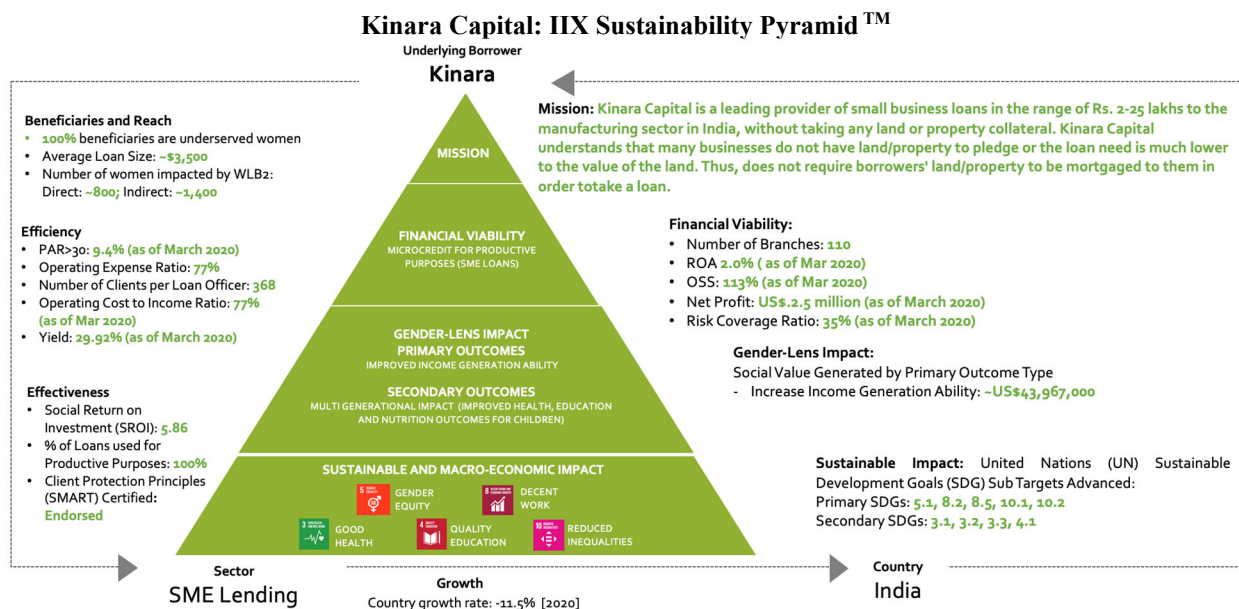 Kinara Capital: IIX Sustainability Pyramid TM
Underlying Borrower
Kinara
Beneficiaries and Reach
• 100% beneficiaries are underserved women
• Average Loan Size: ~$3,500
• Number of women impacted by WLB2:
Direct: ~800; Indirect: ~1,400
Efficiency
• PAR>30: 9.4% (as of March 2020)
• Operating Expense Ratio: 77%
• Number of Clients per Loan Officer: 368
• Operating Cost to Income Ratio: 77%
(as of Mar 2020)
• Yield: 29.92% (as of March 2020)
Effectiveness
• Social Return on
Investment (SROI): 5.86
• % of Loans used for
Productive Purposes: 100%
• Client Protection Principles
(SMART) Certified:
Endorsed
MISSION
FINANCIAL VIABILITY
MICROCREDIT FOR PRODUCTIVE
PURPOSES (SME LOANS)
GENDER-LENS IMPACT
PRIMARY OUTCOMES
IMPROVED INCOME GENERATION ABILITY
SECONDARY OUTCOMES
MULTI GENERATIONAL IMPACT (IMPROVED HEALTH, EDUCATION
AND NUTRITION OUTCOMES FOR CHILDREN)
SUSTAINABLE AND MACRO-ECONOMIC IMPACT
5
GENDER
EQUITY
8
DECENT
WORK
3
GOOD
HEALTH
4
QUALITY
EDUCATION
10
REDUCED
INEQUALITIES
Mission: Kinara Capital is a leading provider of small business loans in the range of Rs. 2-25 lakhs to the
manufacturing sector in India, without taking any land or property collateral. Kinara Capital
understands that many businesses do not have land/property to pledge or the loan need is much lower
to the value of the land. Thus, does not require borrowers' land/property to be mortgaged to them in
order totake a loan.
Financial Viability:
• Number of Branches: 110
• ROA 2.0% ( as of Mar 2020)
• OSS: 113% (as of Mar 2020)
• Net Profit: US$.2.5 million (as of March 2020)
• Risk Coverage Ratio: 35% (as of March 2020)
Gender-Lens Impact:
Social Value Generated by Primary Outcome Type
- Increase Income Generation Ability: ~US$43,967,000
Sustainable Impact: United Nations (UN) Sustainable
Development Goals (SDG) Sub Targets Advanced:
Primary SDGs: 5.1, 8.2, 8.5, 10.1, 10.2
Secondary SDGs: 3.1, 3.2, 3.3, 4.1
Sector
SME Lending
Growth
Country growth rate: -11.5% [2020]
Country
India